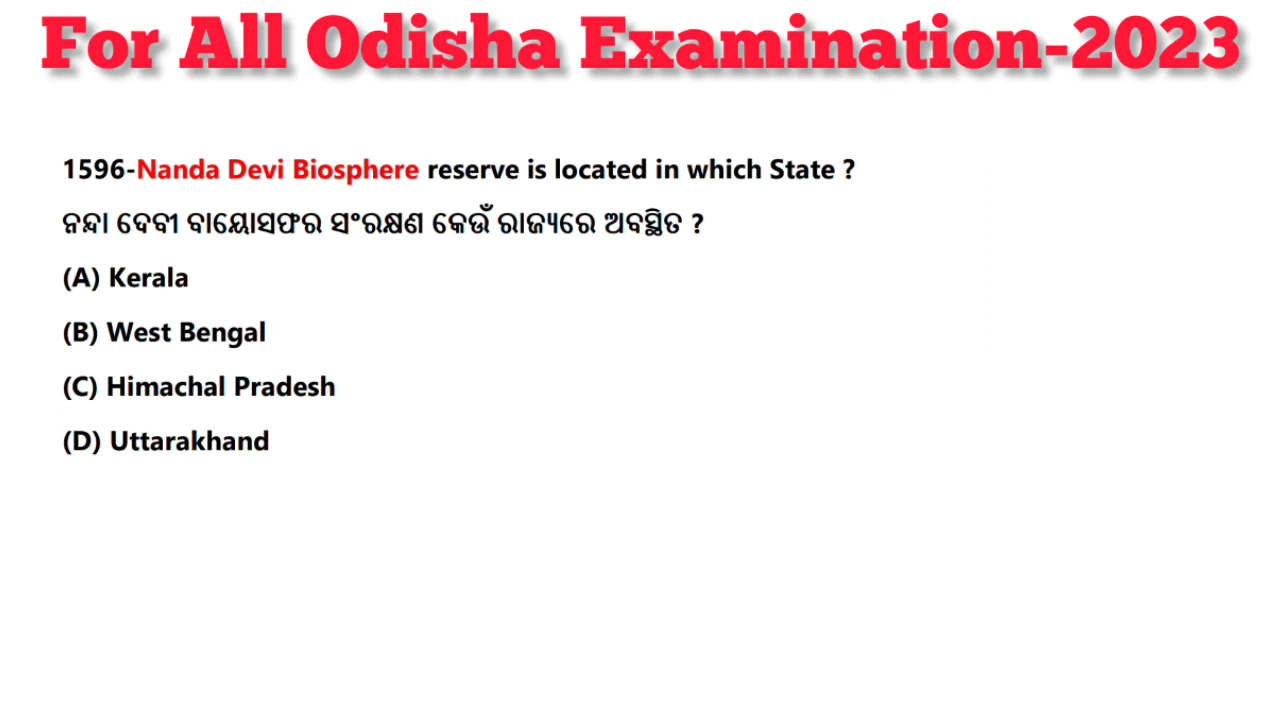 For All Odisha Examination-2023
1596-Nanda Devi Biosphere reserve is located in which State ?
ନନ୍ଦା ଦେବୀ ବାୟୋସଫର ସଂରକ୍ଷଣ କେଉଁ ରାଜ୍ୟରେ ଅବସ୍ଥିତ ?
(A) Kerala
(B) West Bengal
(C) Himachal Pradesh
(D) Uttarakhand